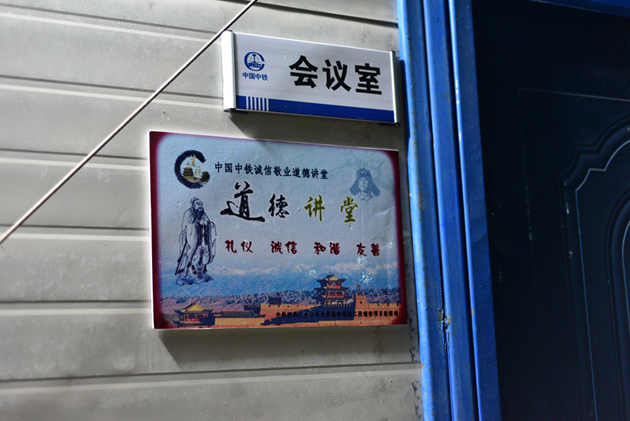 中国中铁
会议室
中国中铁诚信敬业道德讲堂
道德讲堂
礼仪 诚信 和谐 友善